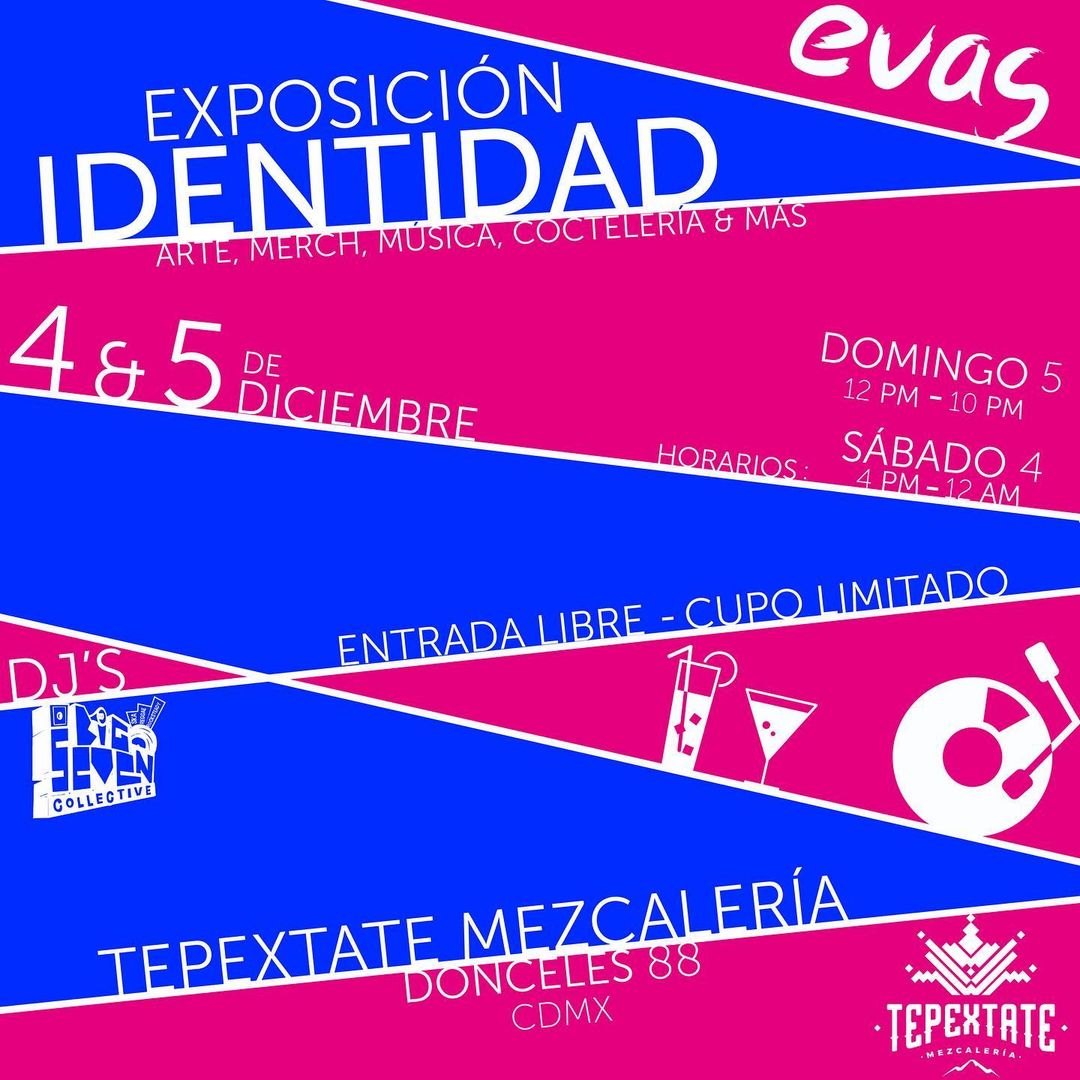 evas
EXPOSICIÓN
IDENTIDAD
ARTE, MERCH, MÚSICA, COCTELERÍA & MÁS
4 & 5 DE
DICIEMBRE
DOMINGO 5
12 PM - 10 PM
HORARIOS: SÁBADO 4
4 PM - 12 AM
ENTRADA LIBRE - CUPO LIMITADO
DJ'S
SEVEN
COLLECTIVE
TEPEXTATE MEZCALERÍA
DONCELES 88
CDMX
TEPEXTATE
·MEZCALERÍA·